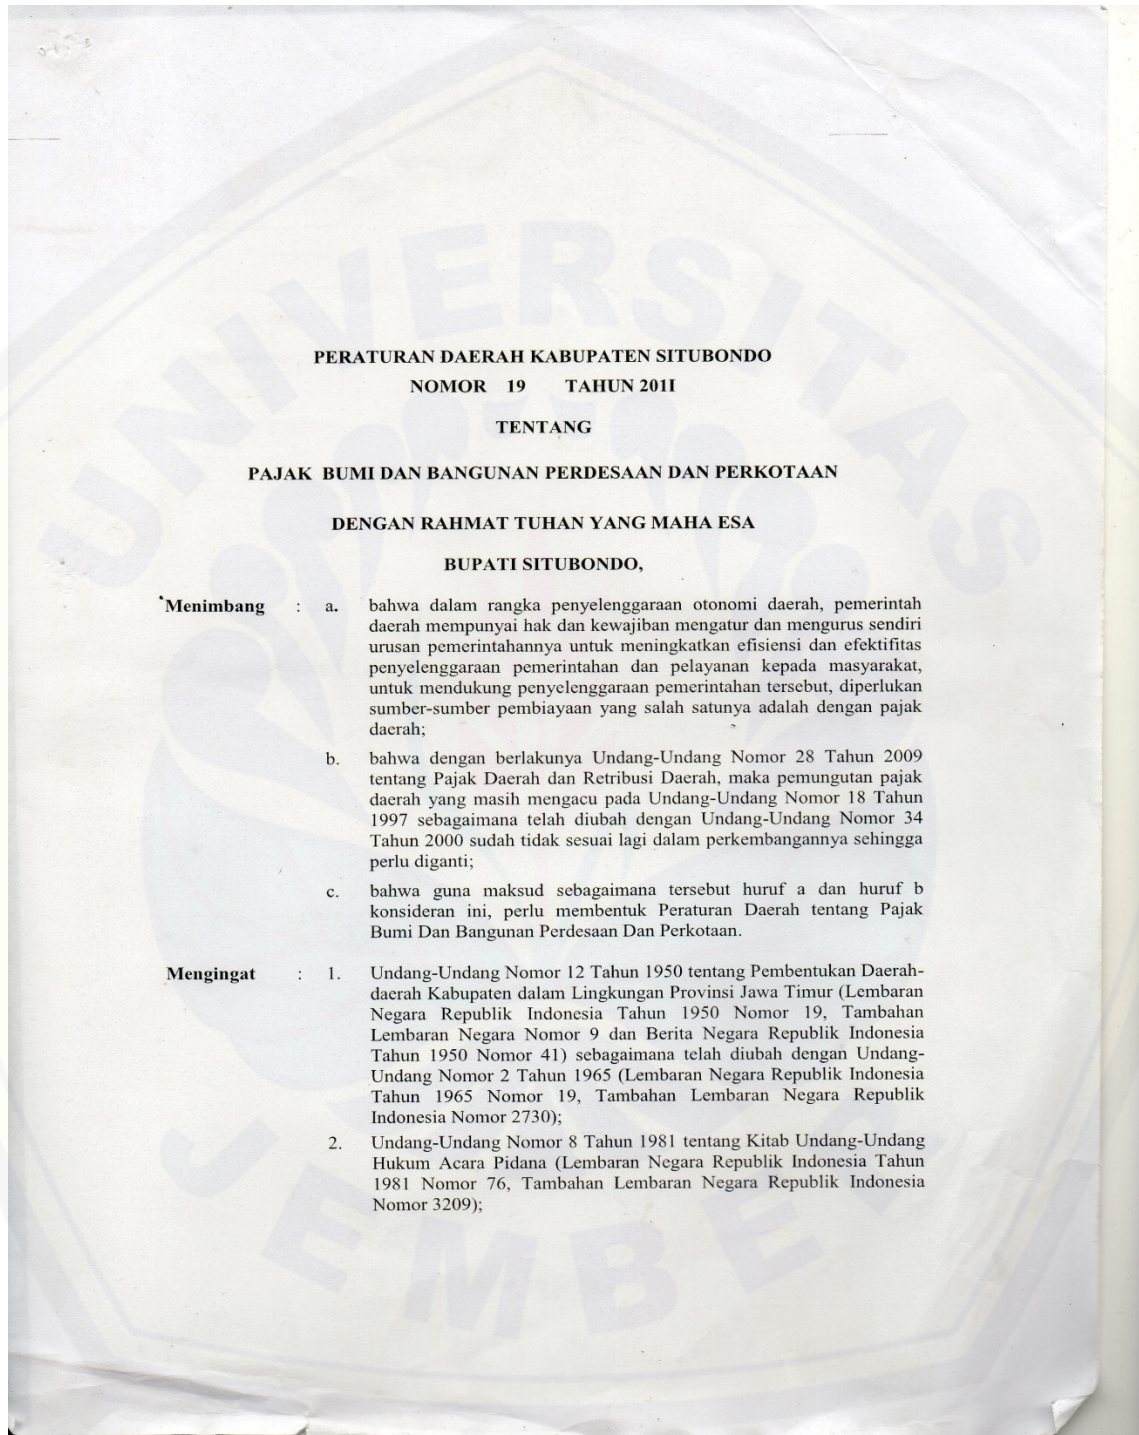 PERATURAN DAERAH KABUPATEN SITUBONDO
NOMOR 19 TAHUN 201I
TENTANG
PAJAK BUMI DAN BANGUNAN PERDESAAN DAN PERKOTAAN
DENGAN RAHMAT TUHAN YANG MAHA ESA
BUPATI SITUBONDO,
Menimbang : a. bahwa dalam rangka penyelenggaraan otonomi daerah, pemerintah
daerah mempunyai hak dan kewajiban mengatur dan mengurus sendiri
urusan pemerintahannya untuk meningkatkan efisiensi dan efektifitas
penyelenggaraan pemerintahan dan pelayanan kepada masyarakat,
untuk mendukung penyelenggaraan pemerintahan tersebut, diperlukan
sumber-sumber pembiayaan yang salah satunya adalah dengan pajak
daerah;
b. bahwa dengan berlakunya Undang-Undang Nomor 28 Tahun 2009
tentang Pajak Daerah dan Retribusi Daerah, maka pemungutan pajak
daerah yang masih mengacu pada Undang-Undang Nomor 18 Tahun
1997 sebagaimana telah diubah dengan Undang-Undang Nomor 34
Tahun 2000 sudah tidak sesuai lagi dalam perkembangannya sehingga
perlu diganti;
c. bahwa guna maksud sebagaimana tersebut huruf a dan huruf b
konsideran ini, perlu membentuk Peraturan Daerah tentang Pajak
Bumi Dan Bangunan Perdesaan Dan Perkotaan.
Mengingat : 1. Undang-Undang Nomor 12 Tahun 1950 tentang Pembentukan Daerah-
daerah Kabupaten dalam Lingkungan Provinsi Jawa Timur (Lembaran
Negara Republik Indonesia Tahun 1950 Nomor 19, Tambahan
Lembaran Negara Nomor 9 dan Berita Negara Republik Indonesia
Tahun 1950 Nomor 41) sebagaimana telah diubah dengan Undang-
Undang Nomor 2 Tahun 1965 (Lembaran Negara Republik Indonesia
Tahun 1965 Nomor 19, Tambahan Lembaran Negara Republik
Indonesia Nomor 2730);
2. Undang-Undang Nomor 8 Tahun 1981 tentang Kitab Undang-Undang
Hukum Acara Pidana (Lembaran Negara Republik Indonesia Tahun
1981 Nomor 76, Tambahan Lembaran Negara Republik Indonesia
Nomor 3209);
UNIVERSITAS
JEMBER